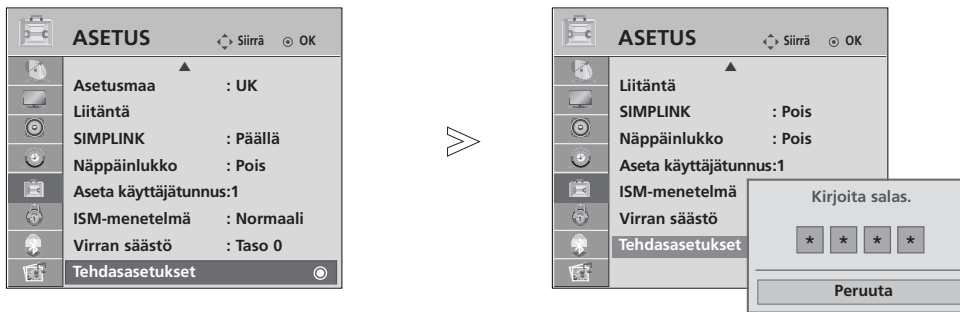 ASETUS Siirrä OK
Asetusmaa : UK
Liitäntä
SIMPLINK : Päällä
Näppäinlukko : Pois
Aseta käyttäjätunnus:1
ISM-menetelmä : Normaali
Virran säästö : Taso 0
Tehdasasetukset
ASETUS Siirrä OK
Liitäntä
SIMPLINK : Pois
Näppäinlukko : Pois
Aseta käyttäjätunnus:1
ISM-menetelmä
Virran säästö
Tehdasasetukset
Kirjoita salas.
* * * *
Peruuta